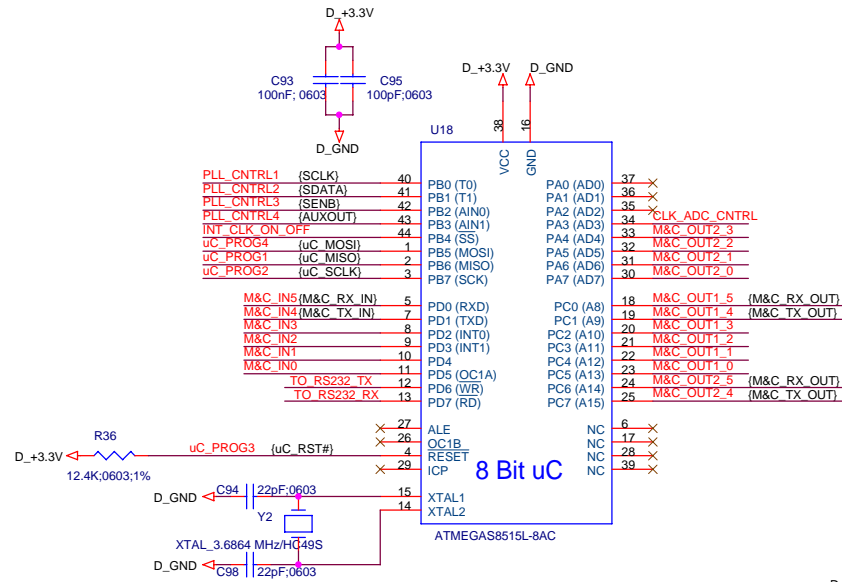 D_+3.3V
C93
100nF; 0603
C95
100pF;0603
D_GND
D_+3.3V
D_GND
U18
38
16
VCC
GND
PLL_CNTRL1 {SCLK} 40 PB0 (T0)
PLL_CNTRL2 {SDATA} 41 PB1 (T1)
PLL_CNTRL3 {SENB} 42 PB2 (AIN0)
PLL_CNTRL4 {AUXOUT} 43 PB3 (AIN1)
INT_CLK_ON_OFF 44 PB4 (SS)
uC_PROG4 {uC_MOSI} 1 PB5 (MOSI)
uC_PROG1 {uC_MISO} 2 PB6 (MISO)
uC_PROG2 {uC_SCLK} 3 PB7 (SCK)
PA0 (AD0) 37
PA1 (AD1) 36
PA2 (AD2) 35
PA3 (AD3) 34 CLK_ADC_CNTRL
PA4 (AD4) 33 M&C_OUT2_3
PA5 (AD5) 32 M&C_OUT2_2
PA6 (AD6) 31 M&C_OUT2_1
PA7 (AD7) 30 M&C_OUT2_0
M&C_IN5 {M&C_RX_IN} 5 PD0 (RXD)
M&C_IN4 {M&C_TX_IN} 7 PD1 (TXD)
M&C_IN3 8 PD2 (INT0)
M&C_IN2 9 PD3 (INT1)
M&C_IN1 10 PD4
M&C_IN0 11 PD5 (OC1A)
TO_RS232_TX 12 PD6 (WR)
TO_RS232_RX 13 PD7 (RD)
PC0 (A8) 18 M&C_OUT1_5 {M&C_RX_OUT}
PC1 (A9) 19 M&C_OUT1_4 {M&C_TX_OUT}
PC2 (A10) 20 M&C_OUT1_3
PC3 (A11) 21 M&C_OUT1_2
PC4 (A12) 22 M&C_OUT1_1
PC5 (A13) 23 M&C_OUT1_0
PC6 (A14) 24 M&C_OUT2_5 {M&C_RX_OUT}
PC7 (A15) 25 M&C_OUT2_4 {M&C_TX_OUT}
27 ALE
26 OC1B
uC_PROG3 {uC_RST#} 4 RESET
29 ICP
NC 6
NC 17
NC 28
NC 39
R36
D_+3.3V
12.4K;0603;1%
8 Bit uC
D_GND C94 22pF;0603 15 XTAL1
14 XTAL2
Y2
XTAL_3.6864 MHz/HC49S
D_GND C98 22pF;0603
ATMEGAS8515L-8AC